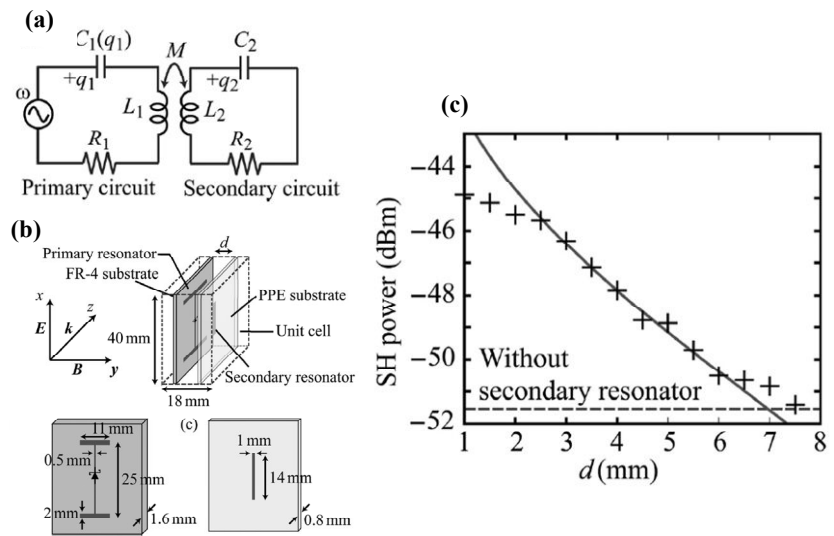 (a)
C₁(q₁)
M
C₂
+q₁
+q₂
ω
L₁
L₂
R₁
R₂
Primary circuit
Secondary circuit
(b)
d
Primary resonator
FR-4 substrate
PPE substrate
x
z
E
k
40 mm
Unit cell
B
y
Secondary resonator
18 mm
11 mm
(c)
0.5 mm
25 mm
1 mm
14 mm
2 mm
1.6 mm
0.8 mm
(c)
−44
−46
−48
−50
−52
SH power (dBm)
Without
secondary resonator
1 2 3 4 5 6 7 8
d (mm)